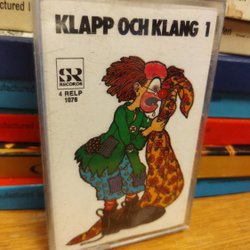 KLAPP OCH KLANG 1
SR
RECORDS
4 RELP
1076